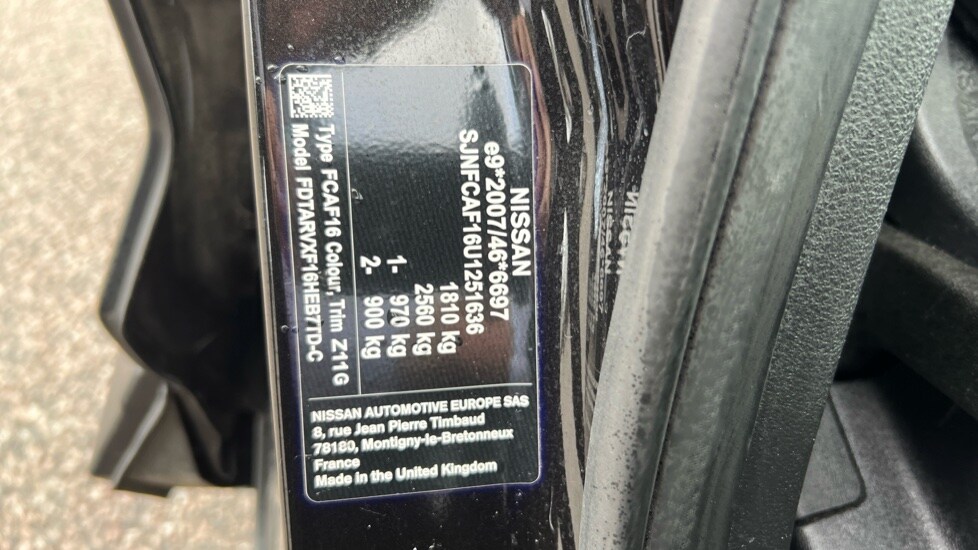 NISSAN
e9*2007/46*6697
SJNFCAF16U1251636
1810 kg
2560 kg
1- 970 kg
2- 900 kg
Type FCAF16 Colour, Trim Z11 G
Model FDTARVXF16HEB7TD-C
NISSAN AUTOMOTIVE EUROPE SAS
8, rue Jean Pierre Timbaud
78180, Montigny-le-Bretonneux
France
Made in the United Kingdom